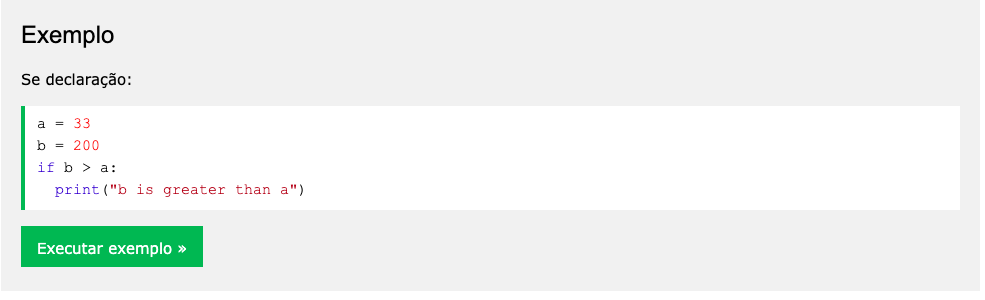 Exemplo
Se declaração:
a = 33
b = 200
if b > a:
  print("b is greater than a")
Executar exemplo »